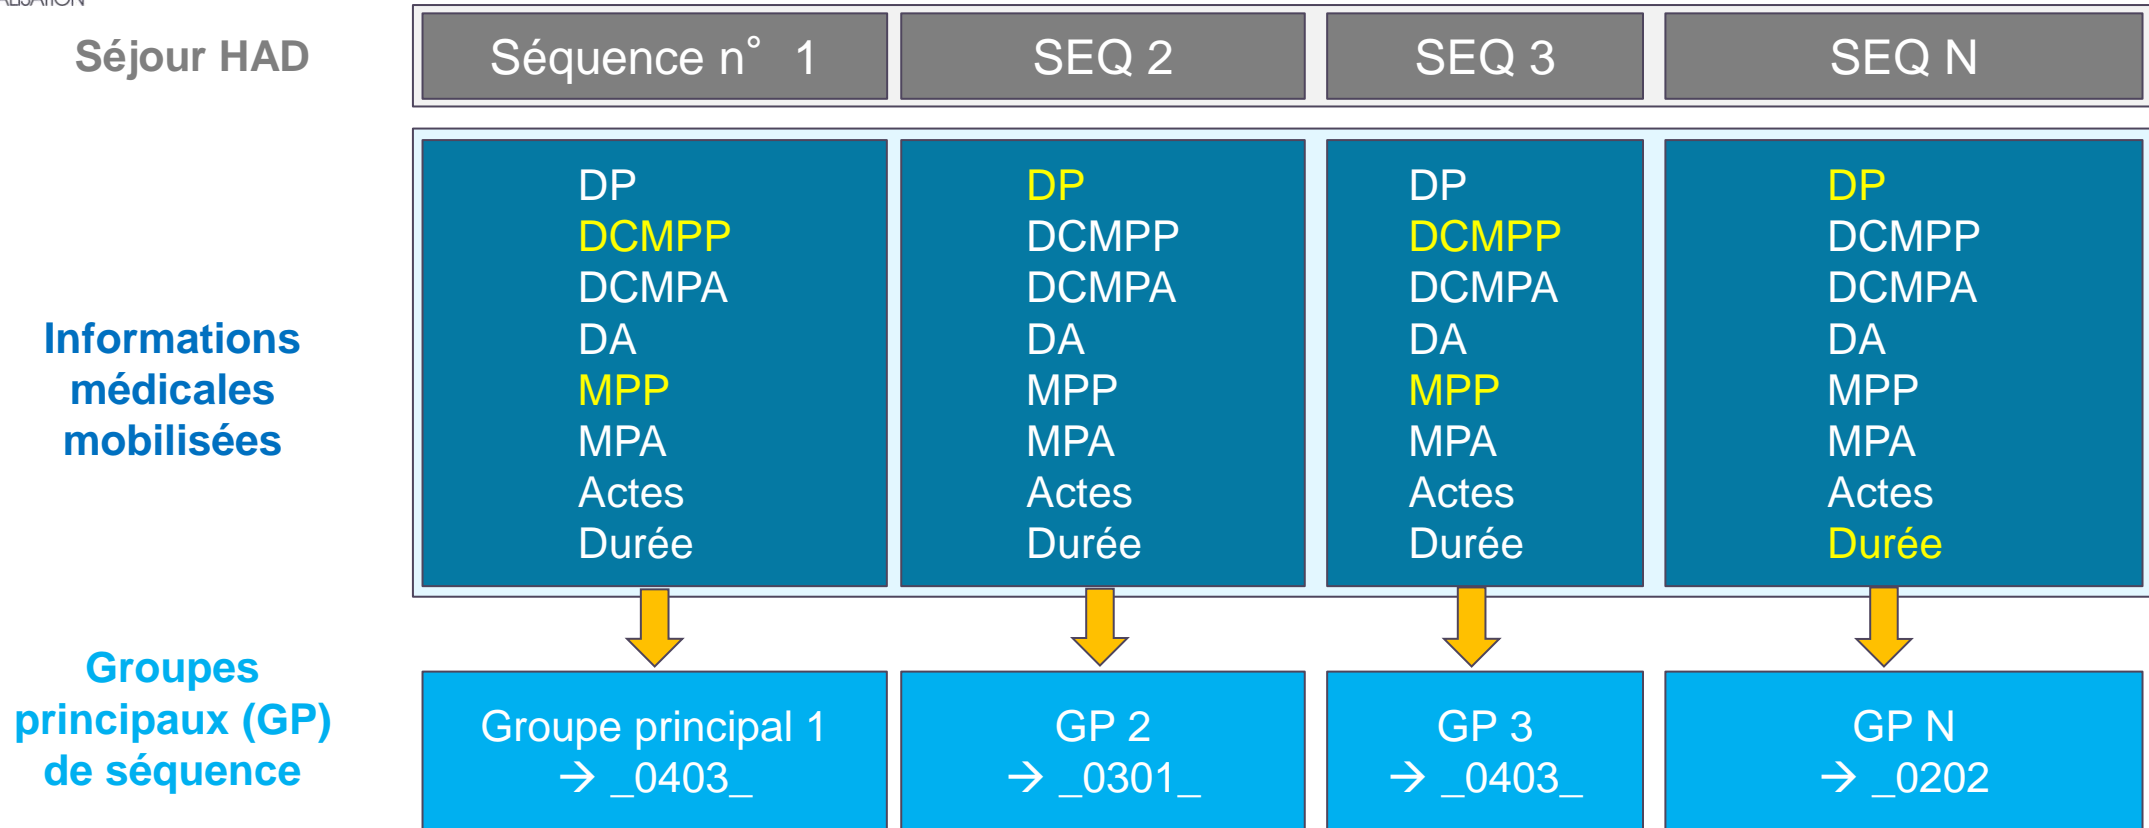 ALISATION
Séjour HAD
Séquence n° 1
SEQ 2
SEQ 3
SEQ N
Informations
médicales
mobilisées
DP
DCMPP
DCMPA
DA
MPP
MPA
Actes
Durée
DP
DCMPP
DCMPA
DA
MPP
MPA
Actes
Durée
DP
DCMPP
DCMPA
DA
MPP
MPA
Actes
Durée
DP
DCMPP
DCMPA
DA
MPP
MPA
Actes
Durée
Groupes
principaux (GP)
de séquence
Groupe principal 1
→ _0403_
GP 2
→ _0301_
GP 3
→ _0403_
GP N
→ _0202